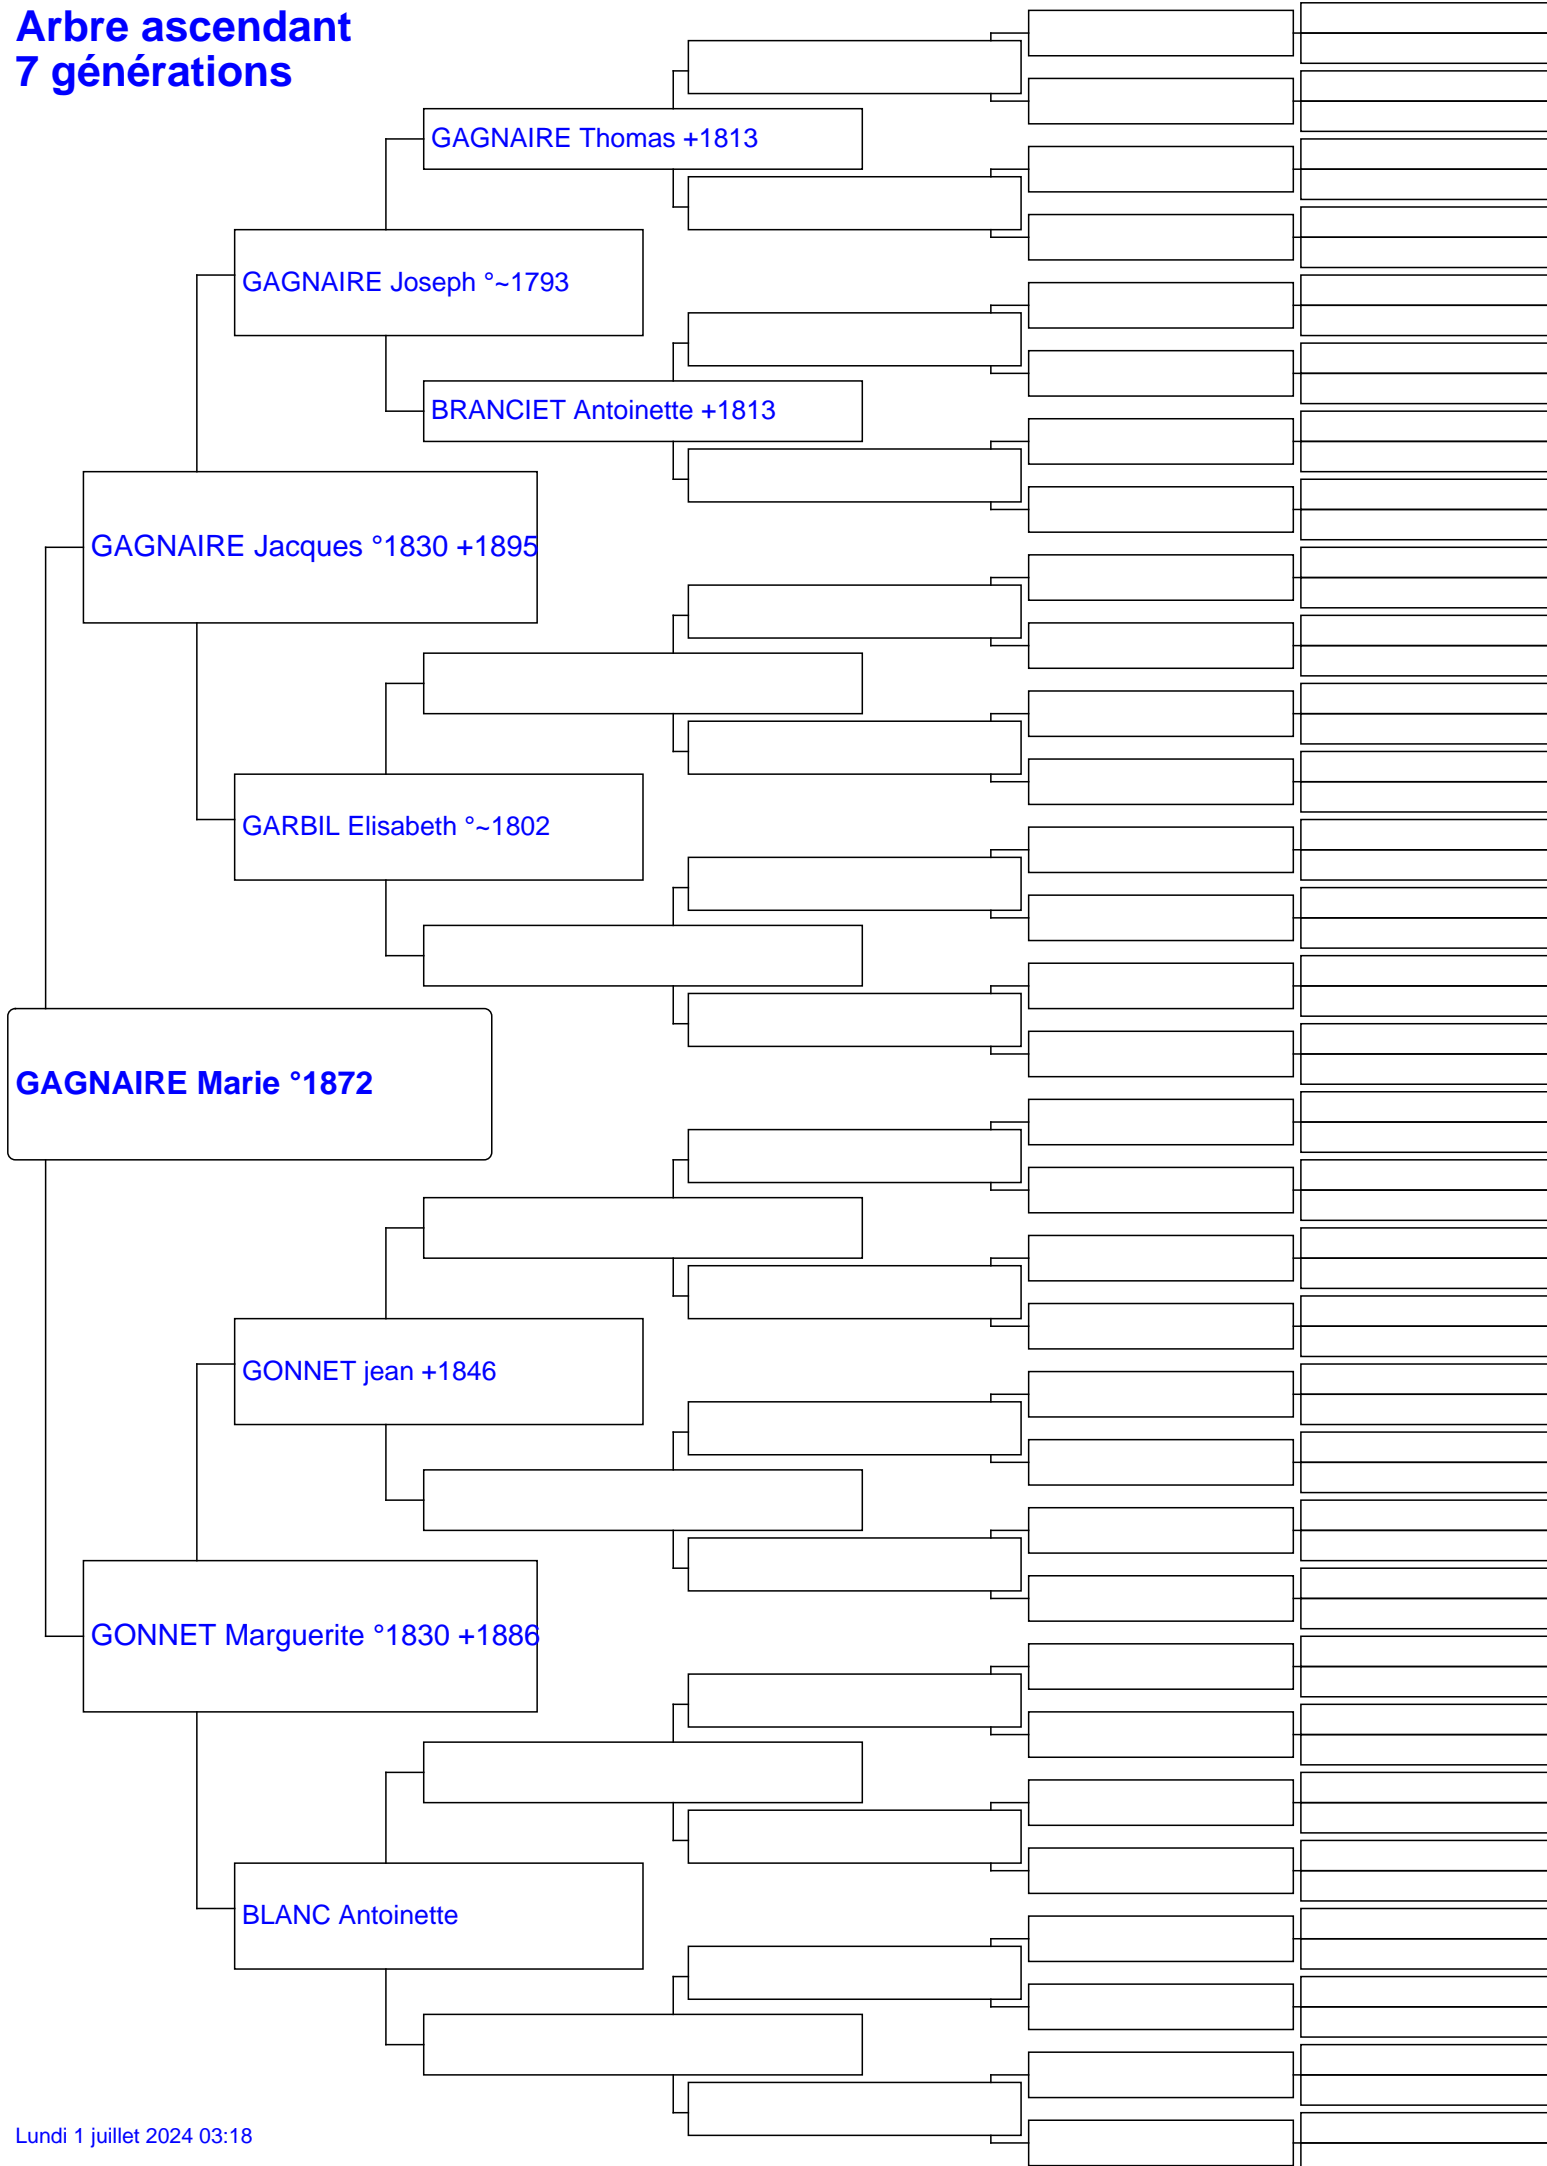 Arbre ascendant
7 générations
GAGNAIRE Thomas +1813
GAGNAIRE Joseph °~1793
BRANCIET Antoinette +1813
GAGNAIRE Jacques °1830 +1895
GARBIL Elisabeth °~1802
GAGNAIRE Marie °1872
GONNET jean +1846
GONNET Marguerite °1830 +1886
BLANC Antoinette
Lundi 1 juillet 2024 03:18